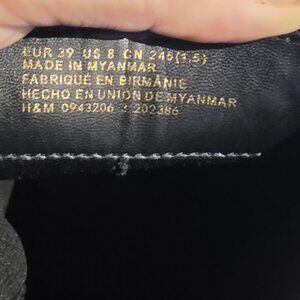 EUR 39 US 8 CN 245(1.5)
MADE IN MYANMAR
FABRIQUÉ EN BIRMANIE
HECHO EN UNION DE MYANMAR
H&M 0943206 3 202386